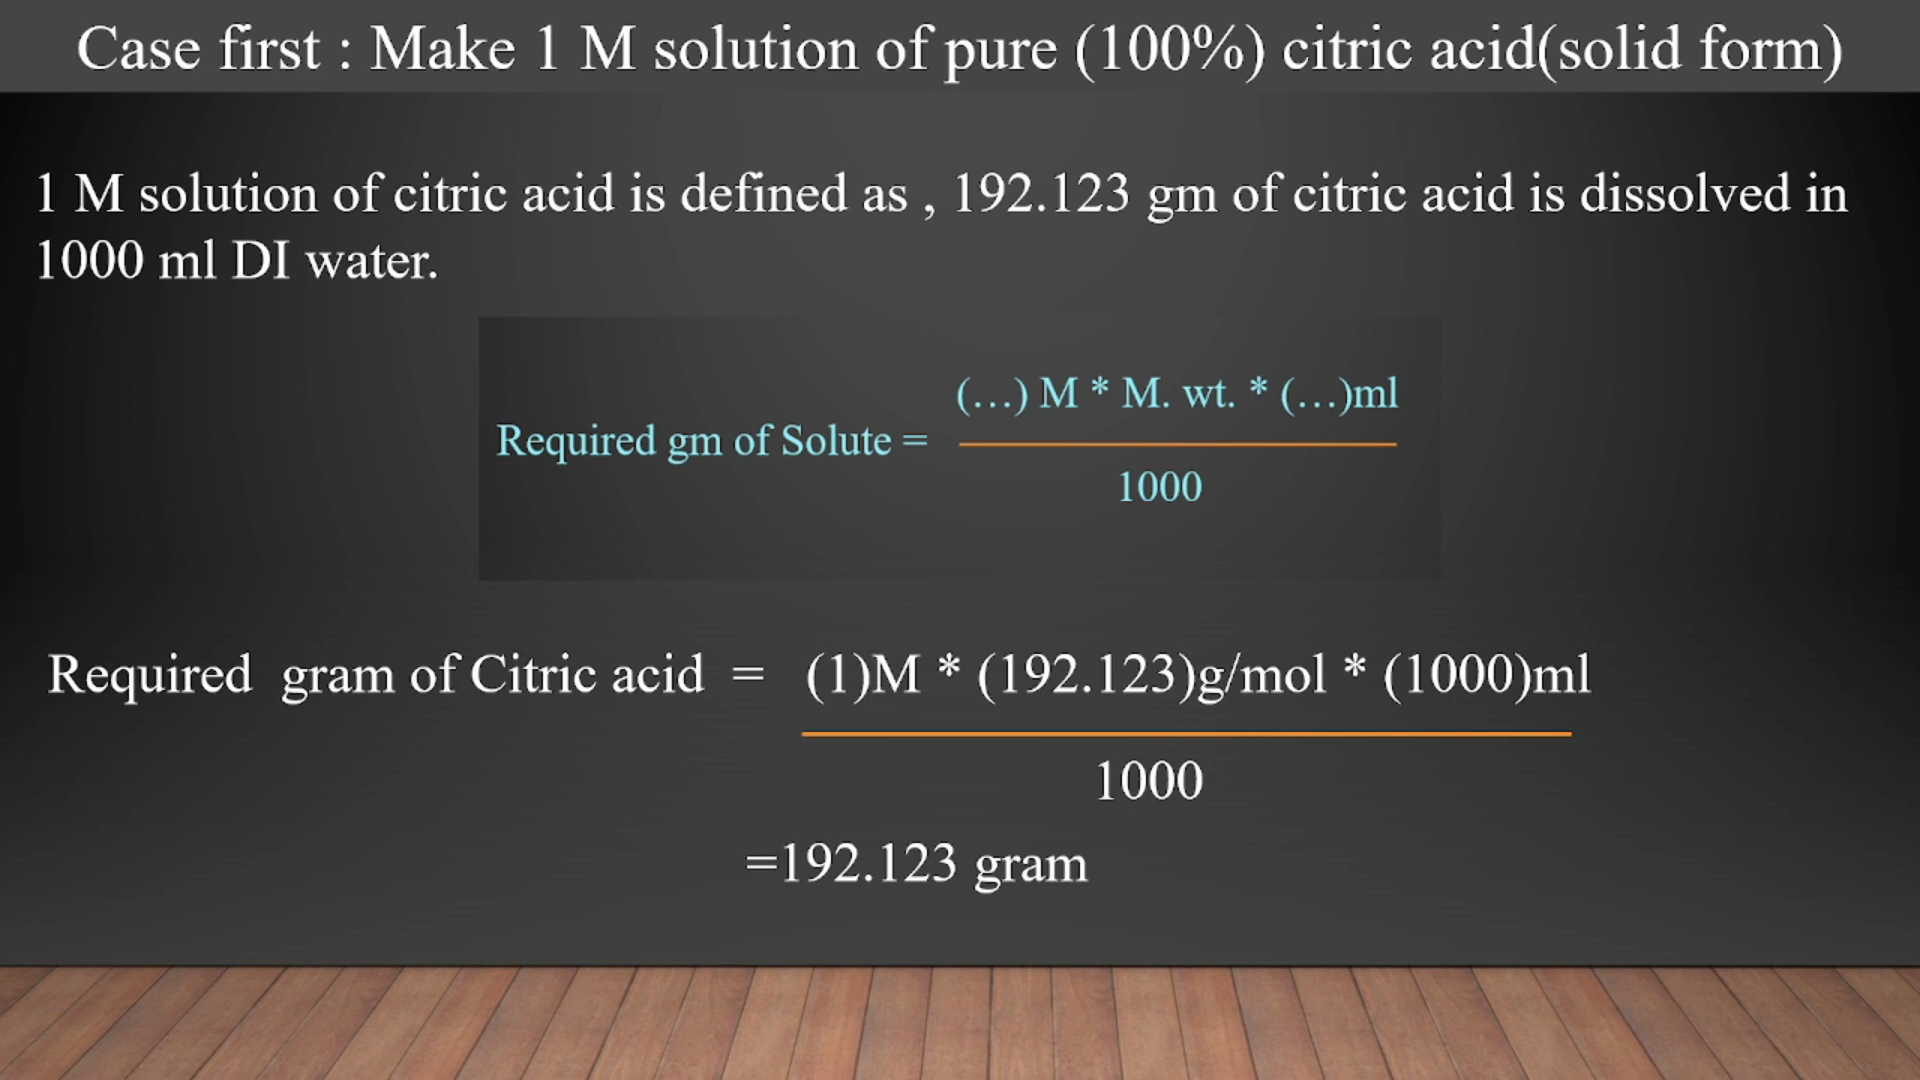 Case first : Make 1 M solution of pure (100%) citric acid(solid form)
1 M solution of citric acid is defined as , 192.123 gm of citric acid is dissolved in
1000 ml DI water.
(…) M * M. wt. * (…)ml
Required gm of Solute =
1000
Required gram of Citric acid = (1)M * (192.123)g/mol * (1000)ml
1000
=192.123 gram